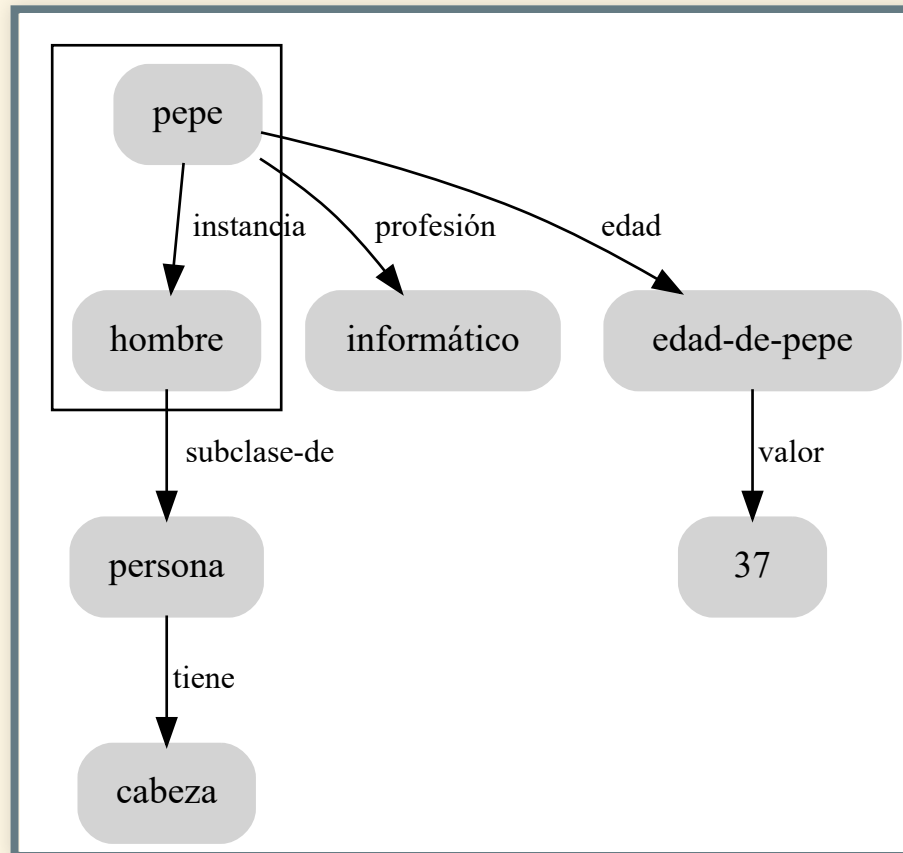 pepe
instancia profesión edad
hombre informático edad-de-pepe
subclase-de valor
persona 37
tiene
cabeza